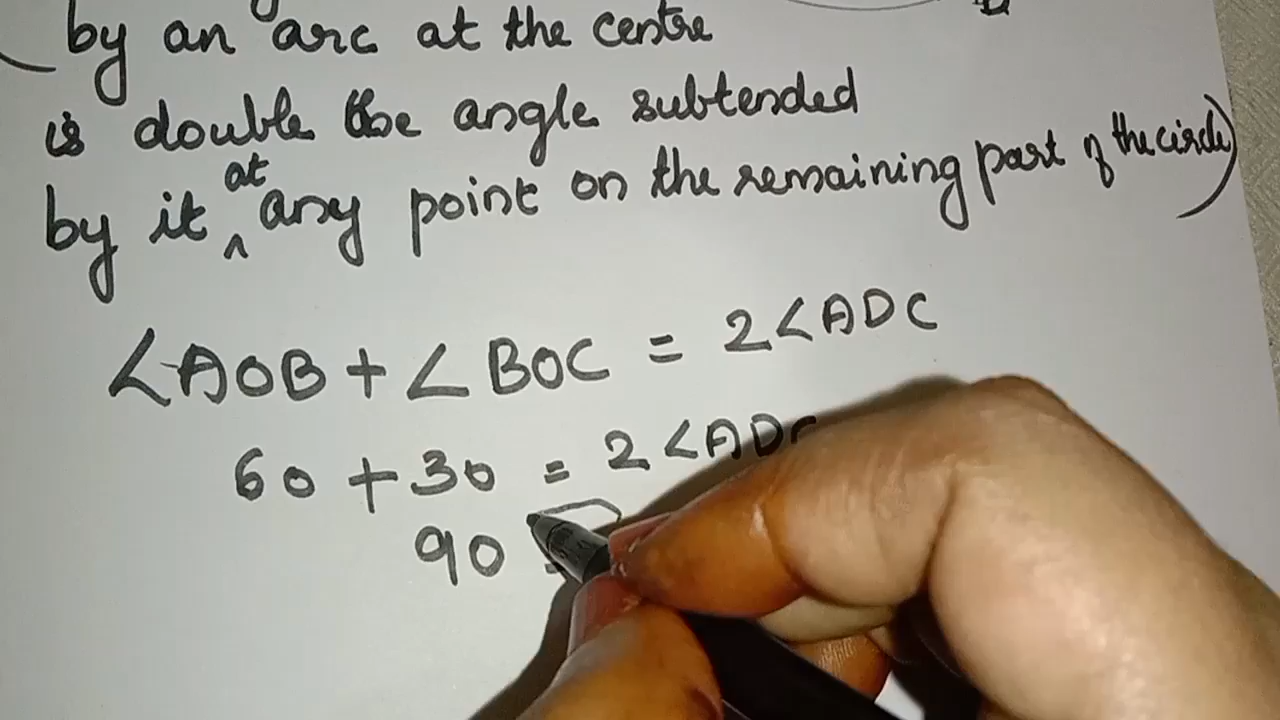 by an arc at the centre
is double the angle subtended
by it ^ at any point on the remaining part of the circle)
∠AOB + ∠BOC = 2∠ADC
60 + 30 = 2∠ADC
90 =